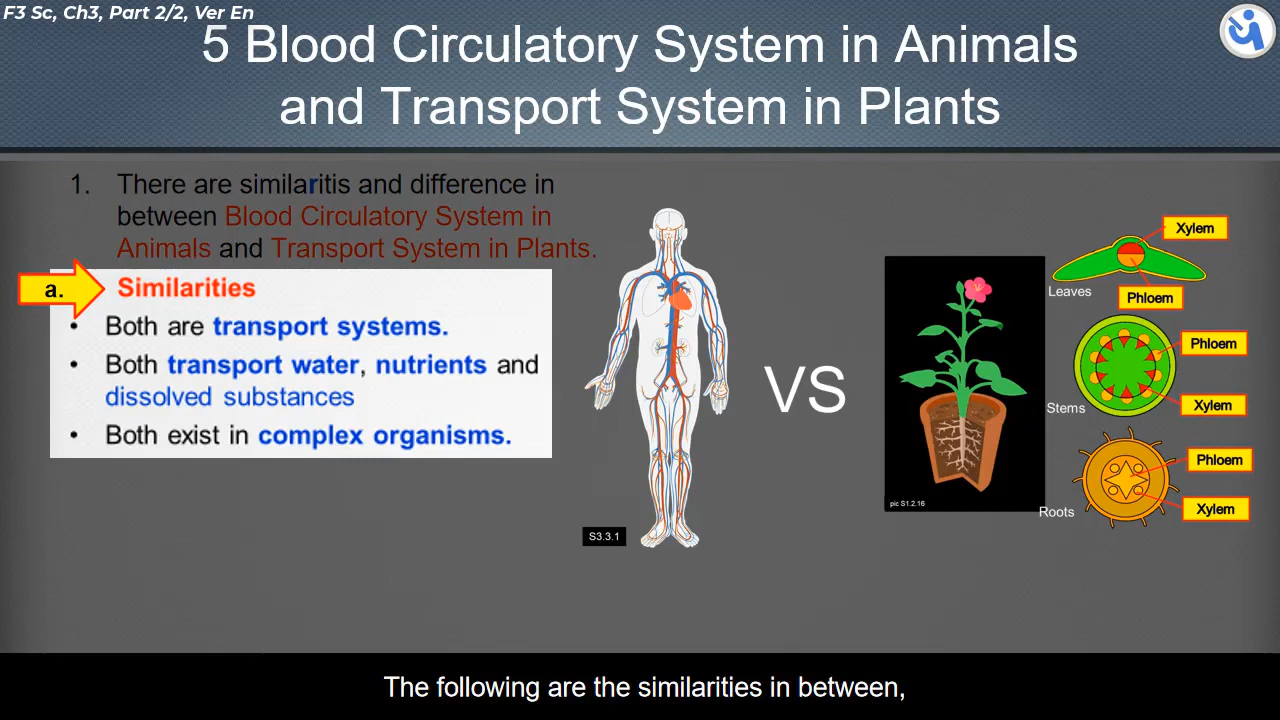 F3 Sc, Ch3, Part 2/2, Ver En
5 Blood Circulatory System in Animals
and Transport System in Plants
1. There are similaritis and difference in
between Blood Circulatory System in
Animals and Transport System in Plants.
a. Similarities
• Both are transport systems.
• Both transport water, nutrients and
dissolved substances
• Both exist in complex organisms.
S3.3.1
VS
pic S1.2.16
Xylem
Leaves
Phloem
Phloem
Stems
Xylem
Phloem
Roots
Xylem
The following are the similarities in between,